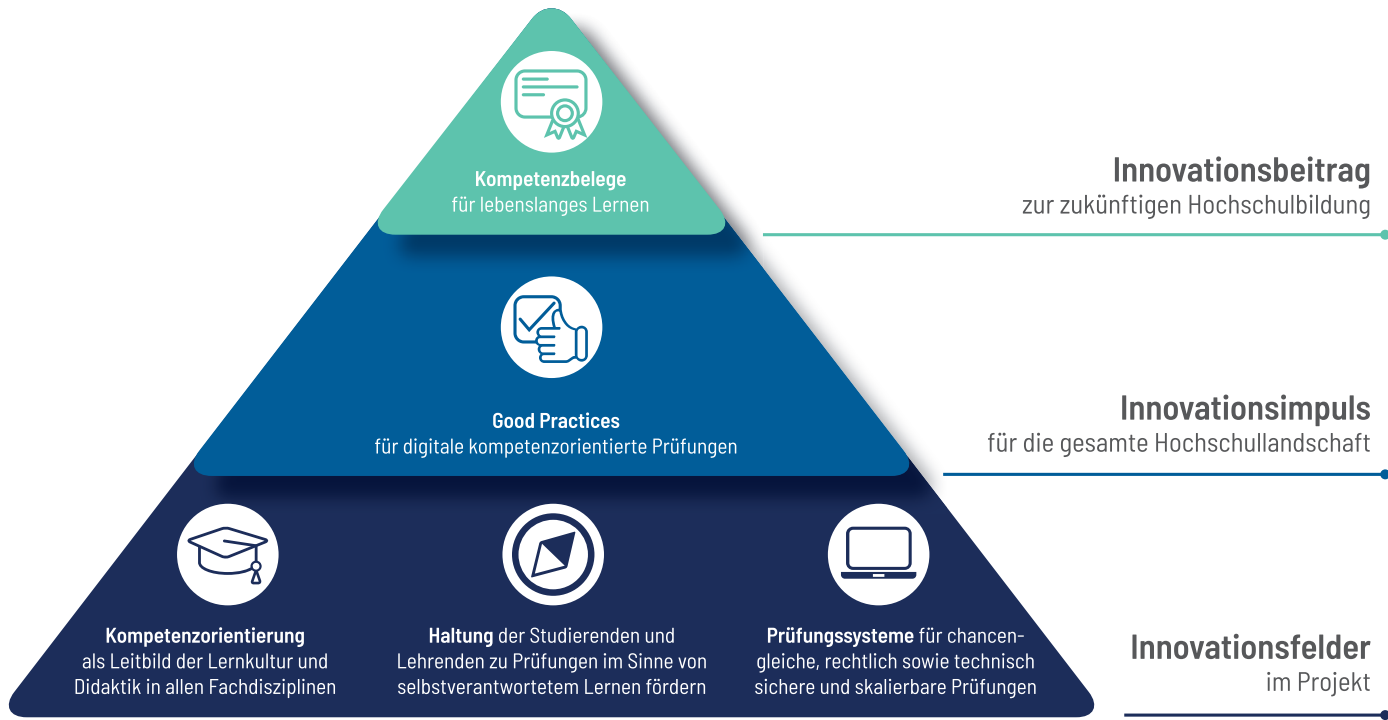 Kompetenzbelege
für lebenslanges Lernen
Innovationsbeitrag
zur zukünftigen Hochschulbildung
Good Practices
für digitale kompetenzorientierte Prüfungen
Innovationsimpuls
für die gesamte Hochschullandschaft
Kompetenzorientierung
als Leitbild der Lernkultur und
Didaktik in allen Fachdisziplinen
Haltung der Studierenden und
Lehrenden zu Prüfungen im Sinne von
selbstverantwortetem Lernen fördern
Prüfungssysteme für chancen-
gleiche, rechtlich sowie technisch
sichere und skalierbare Prüfungen
Innovationsfelder
im Projekt